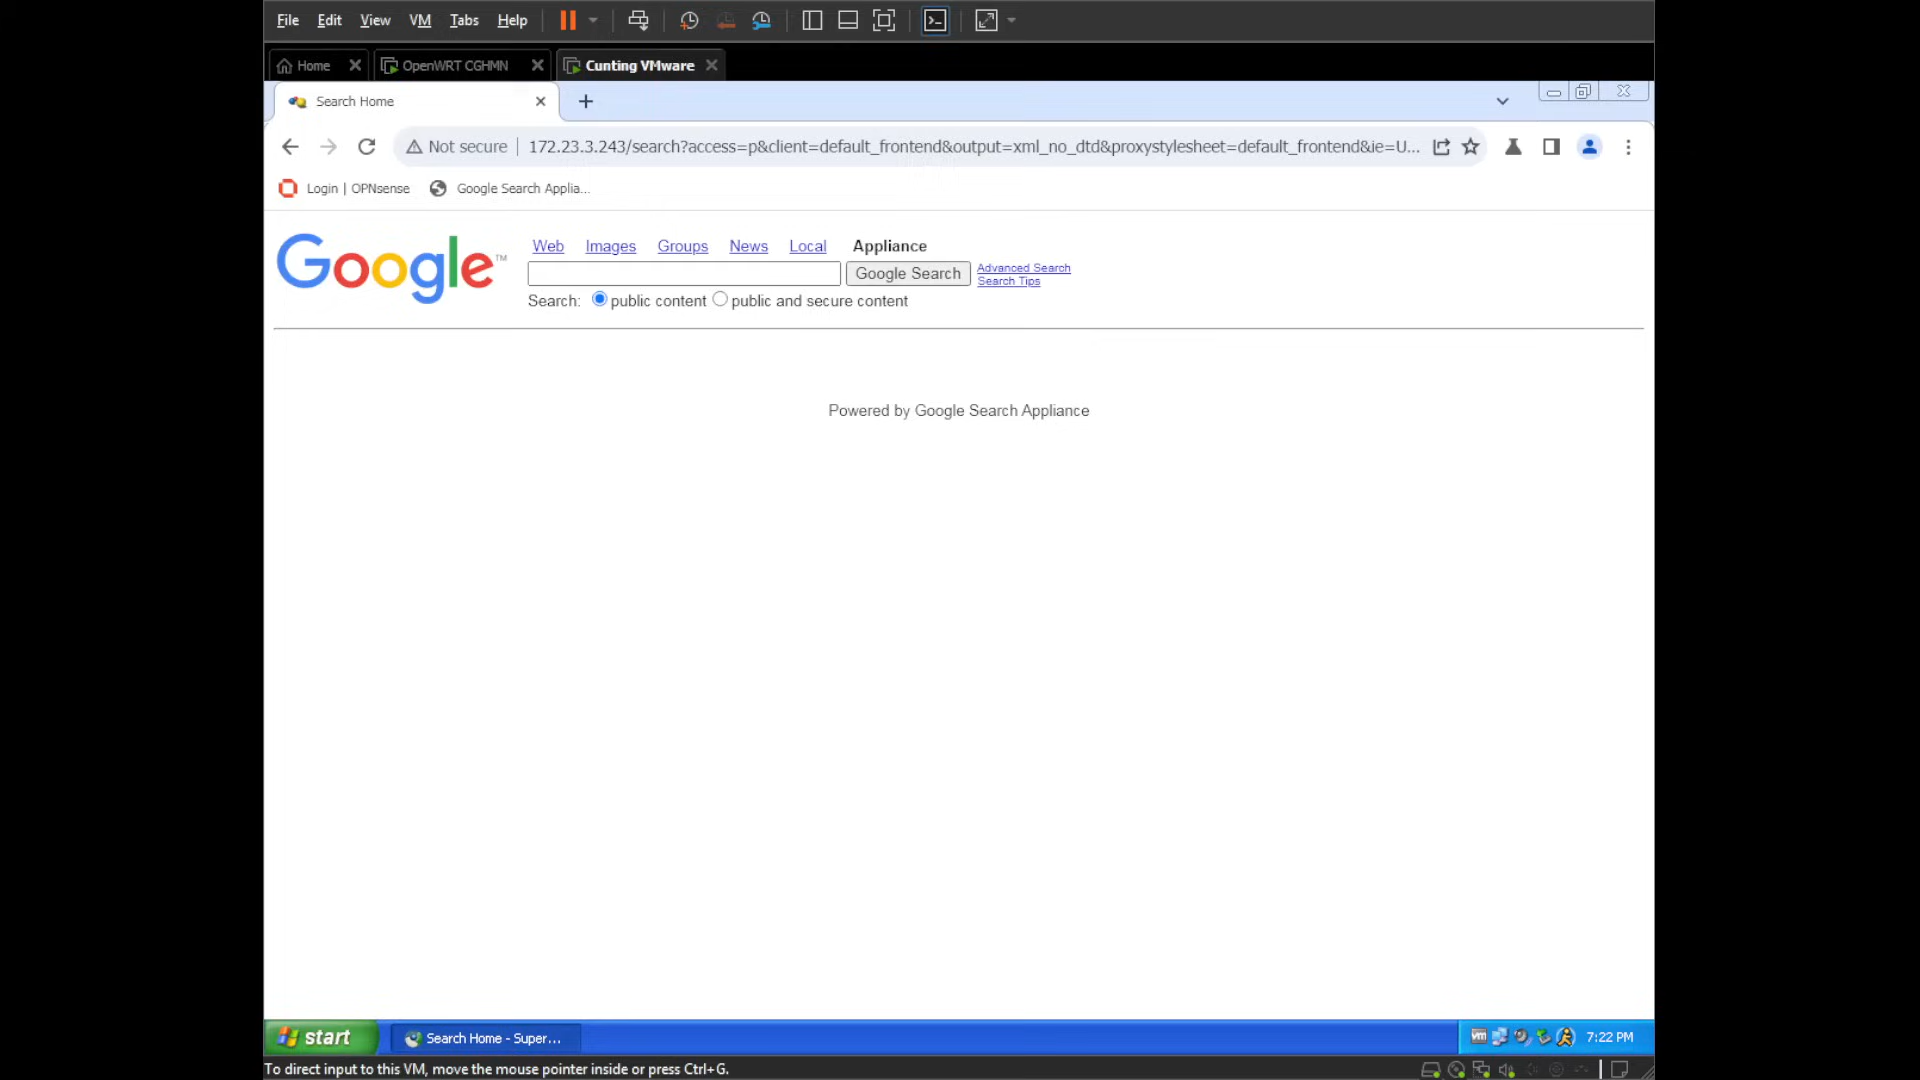 File Edit View VM Tabs Help
Home OpenWRT CGHMN Cunting VMware
Search Home
Not secure 172.23.3.243/search?access=p&client=default_frontend&output=xml_no_dtd&proxystylesheet=default_frontend&ie=U...
Login | OPNsense Google Search Applia...
Google™
Web Images Groups News Local Appliance
Google Search Advanced Search
Search Tips
Search: public content public and secure content
Powered by Google Search Appliance
start Search Home - Super... vm 7:22 PM
To direct input to this VM, move the mouse pointer inside or press Ctrl+G.